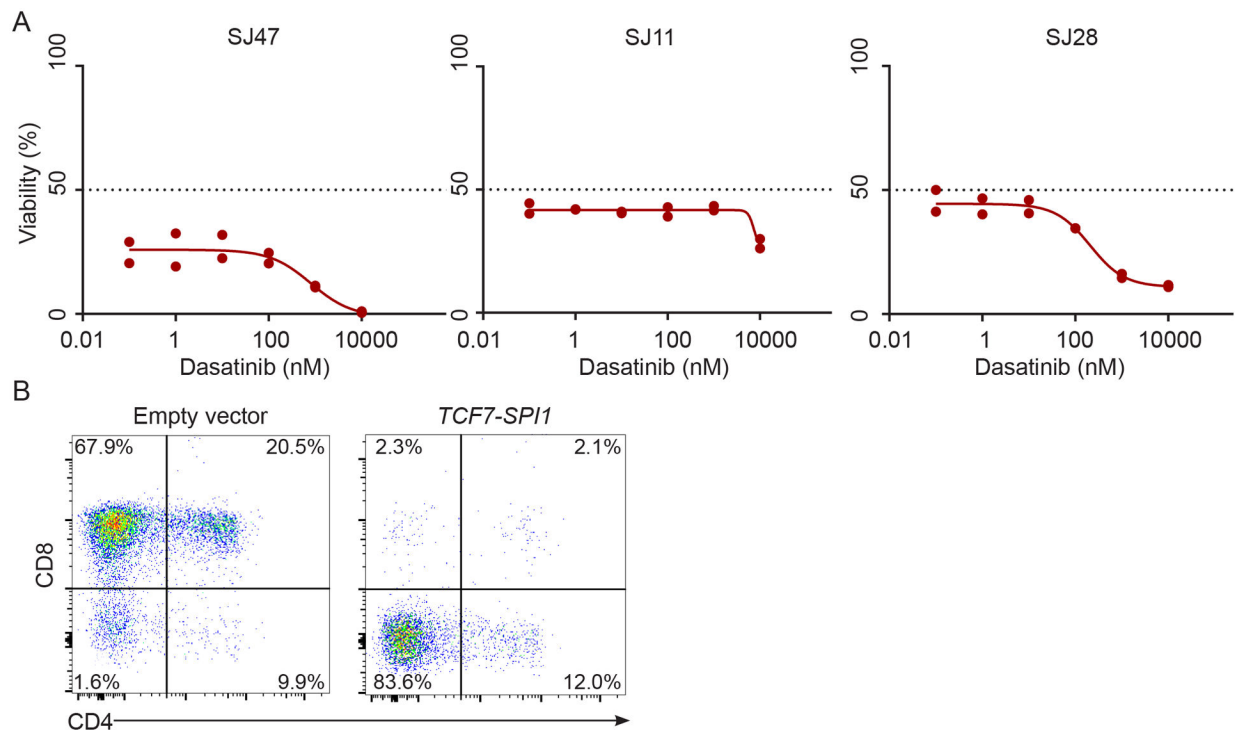 A
SJ47
SJ11
SJ28
Viability (%)
100
50
0
0.01 1 100 10000
Dasatinib (nM)
100
50
0
0.01 1 100 10000
Dasatinib (nM)
100
50
0
0.01 1 100 10000
Dasatinib (nM)
B
Empty vector
TCF7-SPI1
67.9% 20.5%
1.6% 9.9%
2.3% 2.1%
83.6% 12.0%
CD8
CD4